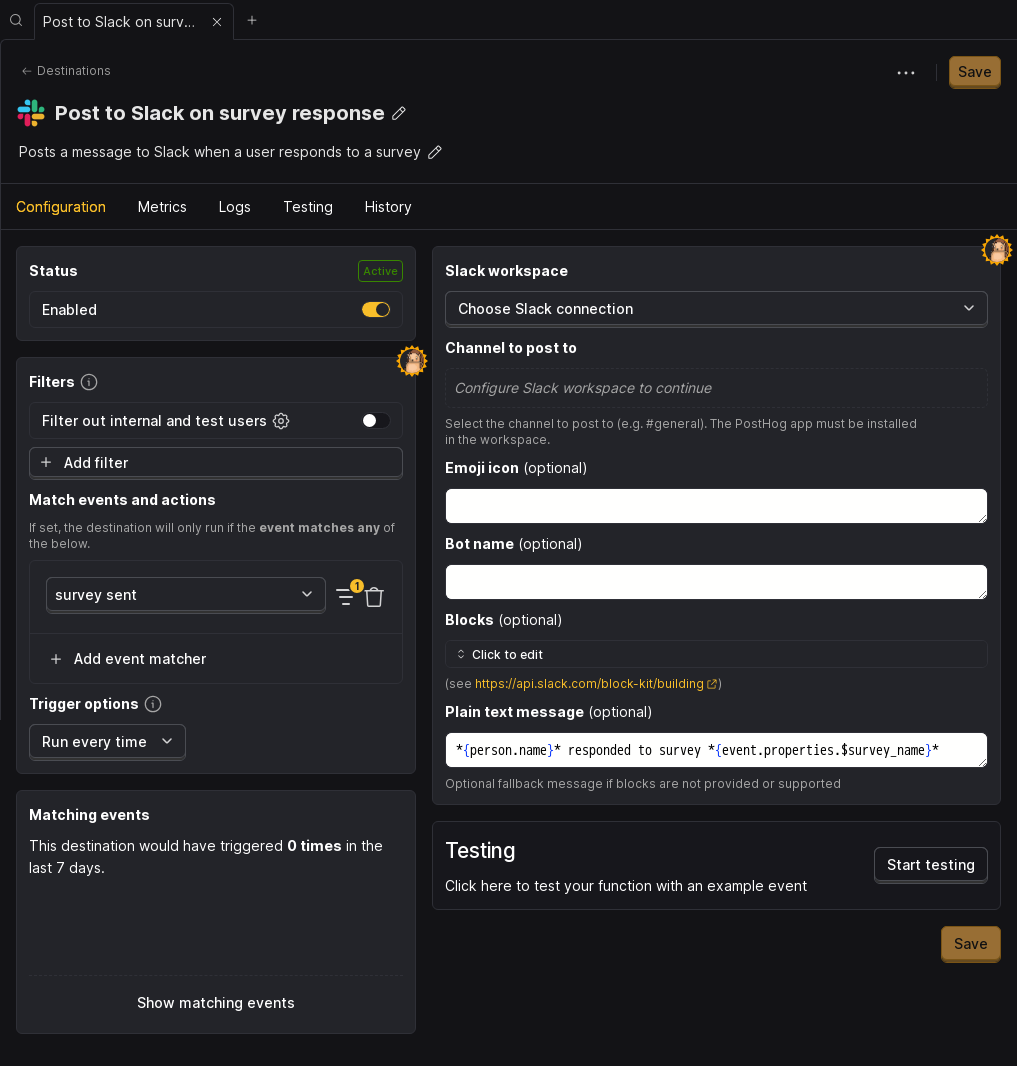 Post to Slack on surv...
Destinations
Save
Post to Slack on survey response
Posts a message to Slack when a user responds to a survey
Configuration
Metrics
Logs
Testing
History
Status
Active
Enabled
Filters
Filter out internal and test users
Add filter
Match events and actions
If set, the destination will only run if the event matches any of
the below.
survey sent
1
Add event matcher
Trigger options
Run every time
Matching events
This destination would have triggered 0 times in the
last 7 days.
Show matching events
Slack workspace
Choose Slack connection
Channel to post to
Configure Slack workspace to continue
Select the channel to post to (e.g. #general). The PostHog app must be installed
in the workspace.
Emoji icon (optional)
Bot name (optional)
Blocks (optional)
Click to edit
(see https://api.slack.com/block-kit/building)
Plain text message (optional)
*{person.name}* responded to survey *{event.properties.$survey_name}*
Optional fallback message if blocks are not provided or supported
Testing
Click here to test your function with an example event
Start testing
Save